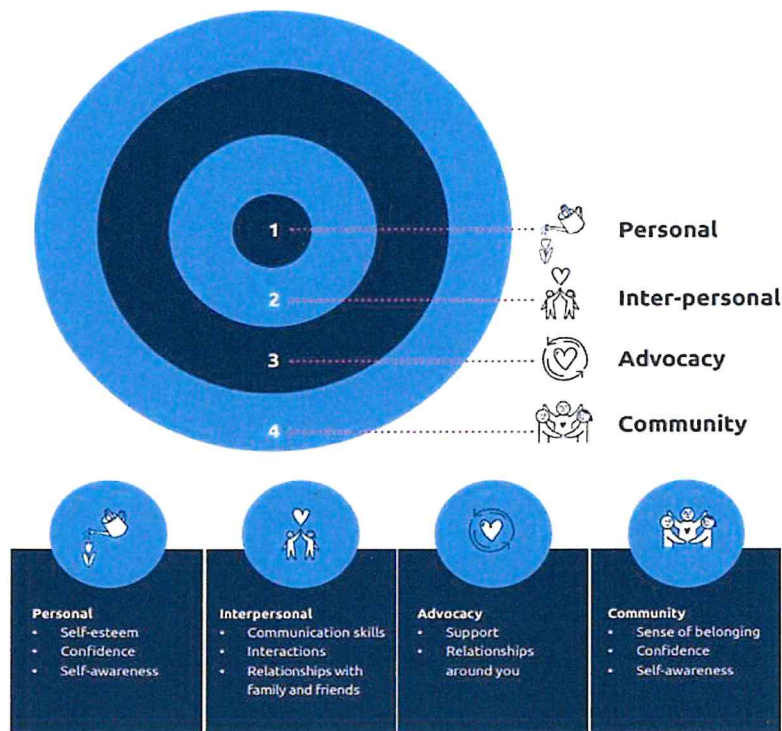 1
Personal
2
Inter-personal
3
Advocacy
4
Community
Personal
• Self-esteem
• Confidence
• Self-awareness
Interpersonal
• Communication skills
• Interactions
• Relationships with
family and friends
Advocacy
• Support
• Relationships
around you
Community
• Sense of belonging
• Confidence
• Self-awareness